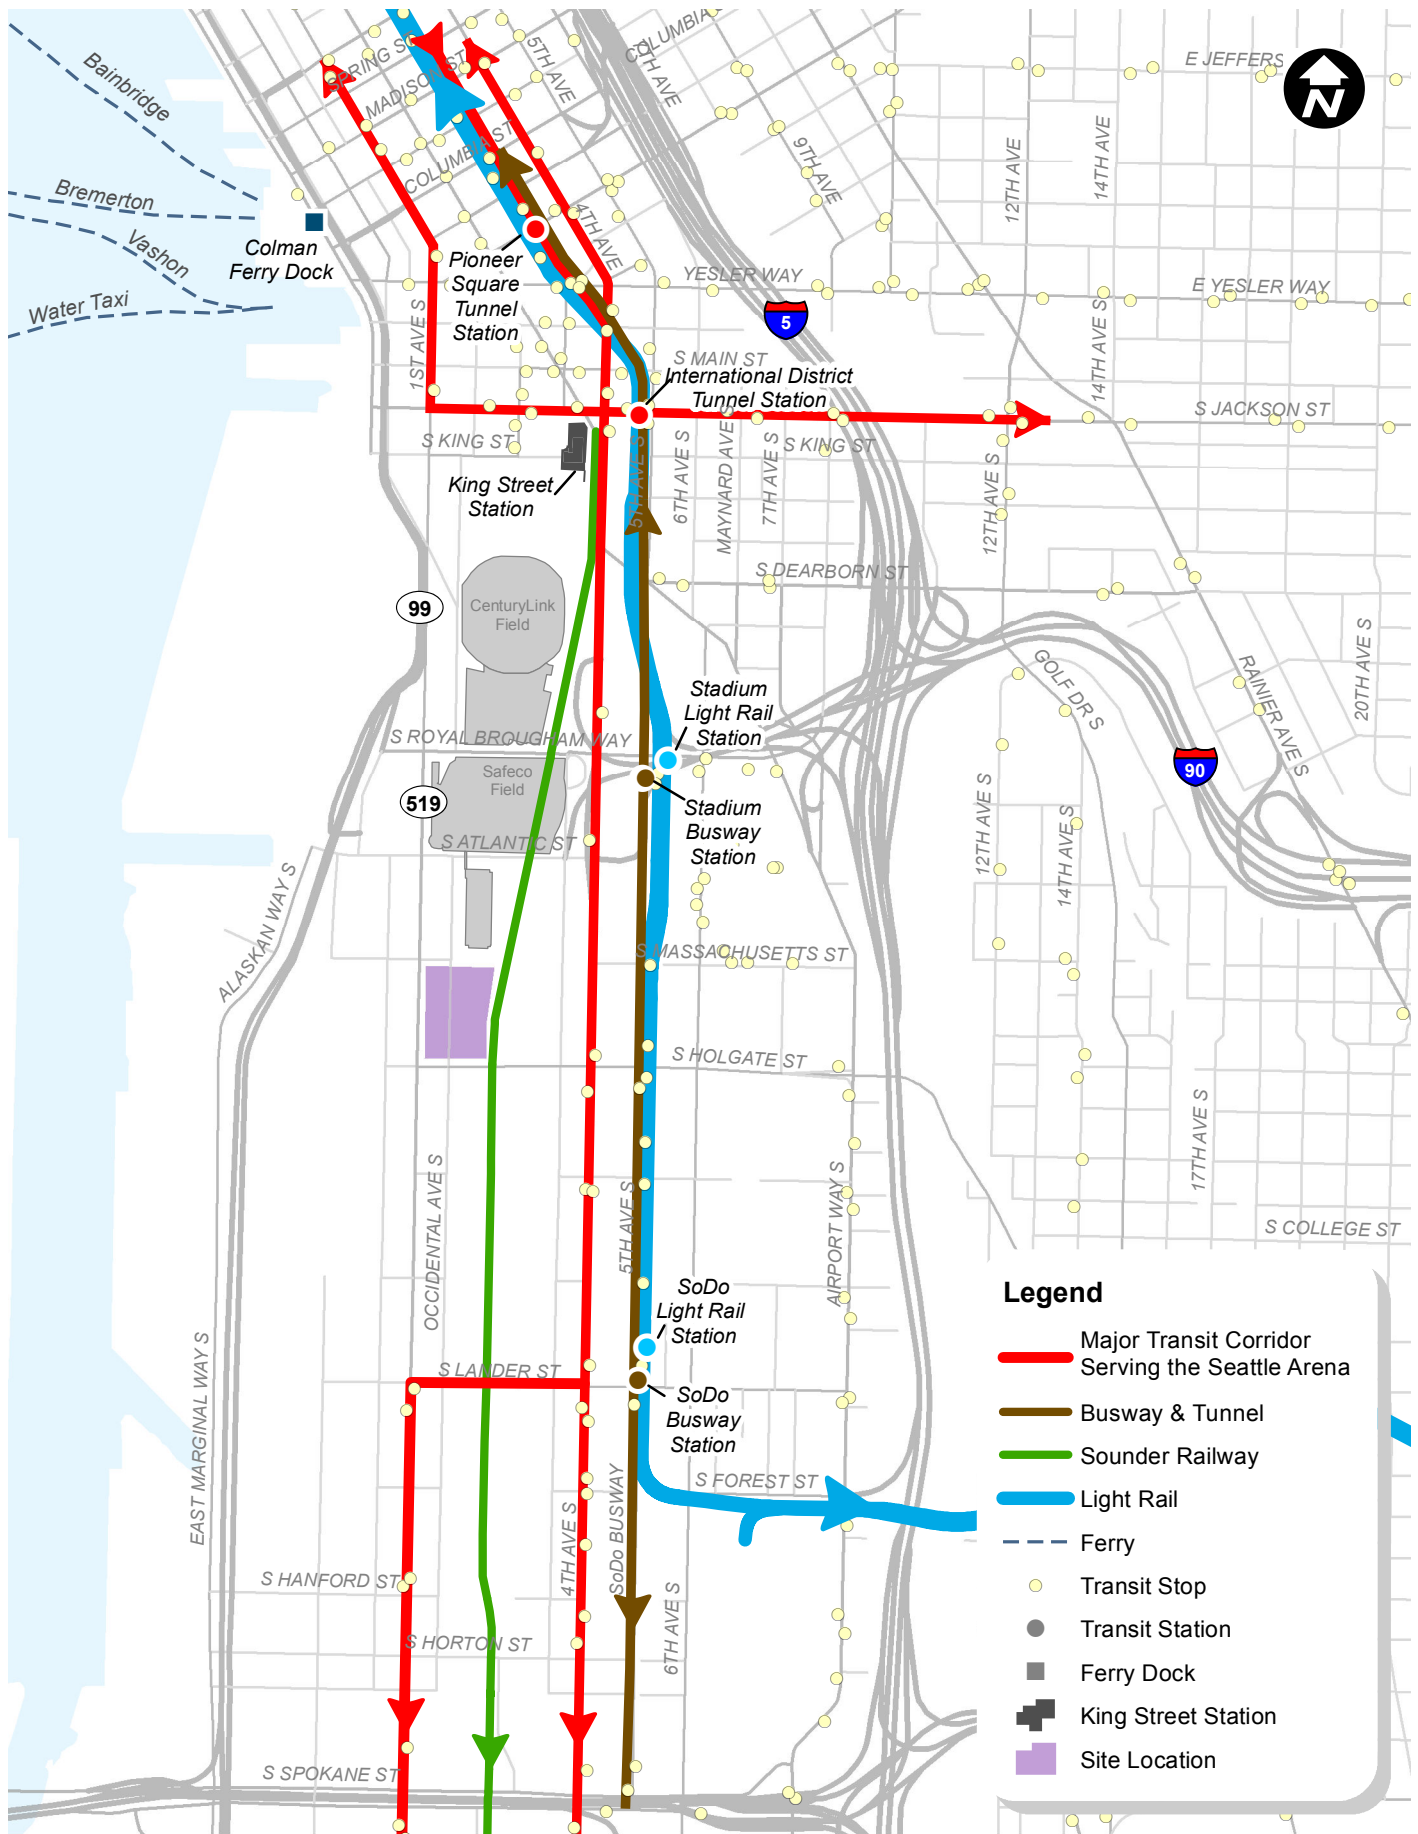 Bainbridge
Bremerton
Vashon
Water Taxi
Colman
Ferry Dock
SPRING ST
MADISON ST
COLUMBIA ST
5TH AVE
COLUMBIA
9TH AVE
4TH AVE
12TH AVE
14TH AVE
E JEFFERS
N
Pioneer
Square
Tunnel
Station
YESLER WAY
E YESLER WAY
5
1ST AVE S
S MAIN ST
International District
Tunnel Station
14TH AVE S
S JACKSON ST
S KING ST
S KING ST
King Street
Station
5TH AVE S
6TH AVE S
MAYNARD AVE S
7TH AVE S
12TH AVE S
S DEARBORN ST
99
CenturyLink
Field
GOLF DR S
RAINIER AVE S
20TH AVE S
Stadium
Light Rail
Station
S ROYAL BROUGHAM WAY
90
Safeco
Field
519
Stadium
Busway
Station
S ATLANTIC ST
12TH AVE S
14TH AVE S
ALASKAN WAY S
S MASSACHUSETTS ST
S HOLGATE ST
17TH AVE S
OCCIDENTAL AVE S
5TH AVE S
AIRPORT WAY S
S COLLEGE ST
SoDo
Light Rail
Station
EAST MARGINAL WAY S
S LANDER ST
SoDo
Busway
Station
S FOREST ST
4TH AVE S
SoDo BUSWAY
6TH AVE S
S HANFORD ST
S HORTON ST
S SPOKANE ST
Legend
Major Transit Corridor
Serving the Seattle Arena
Busway & Tunnel
Sounder Railway
Light Rail
Ferry
Transit Stop
Transit Station
Ferry Dock
King Street Station
Site Location